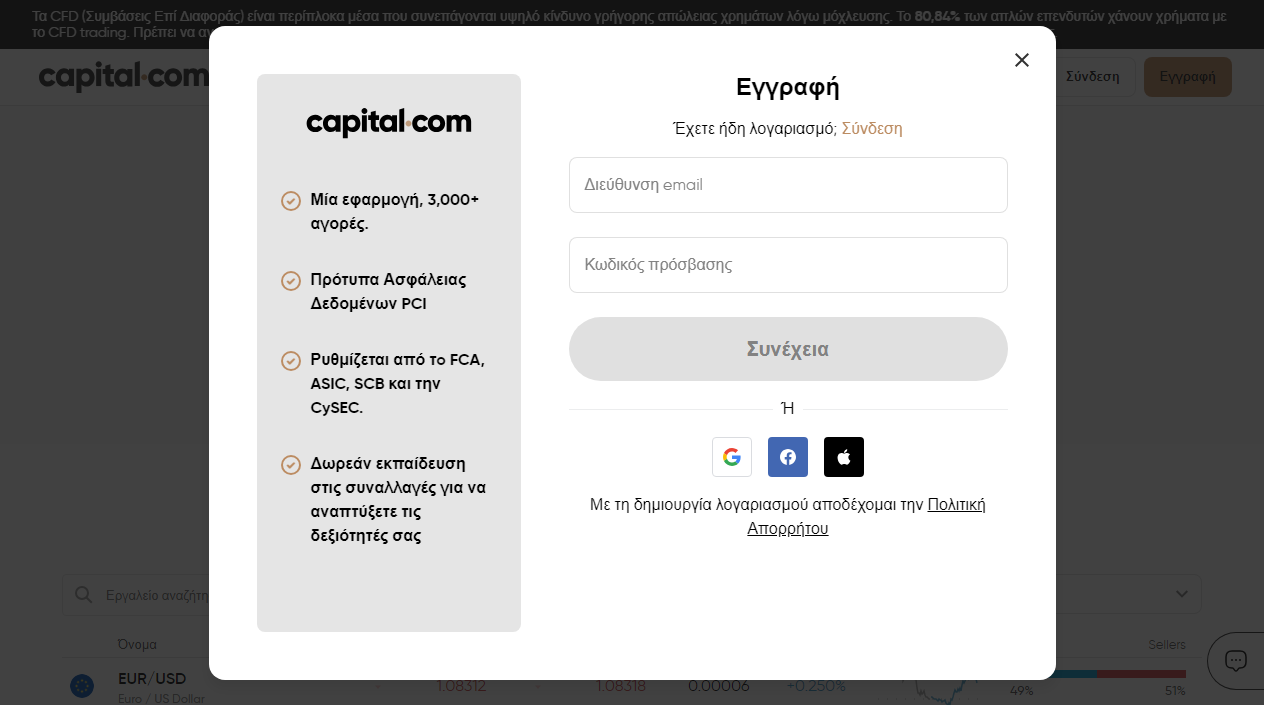 Τα CFD (Συμβάσεις Επί Διαφοράς) είναι περίπλοκα μέσα που συνεπάγονται υψηλό κίνδυνο γρήγορης απώλειας χρημάτων λόγω μόχλευσης. Το 80,84% των απλών επενδυτών χάνουν χρήματα με
το CFD trading. Πρέπει να αν
capital.com
Σύνδεση
Εγγραφή
capital.com
Μία εφαρμογή, 3,000+
αγορές.
Πρότυπα Ασφάλειας
Δεδομένων PCI
Ρυθμίζεται από τo FCA,
ASIC, SCB και την
CySEC.
Δωρεάν εκπαίδευση
στις συναλλαγές για να
αναπτύξετε τις
δεξιότητές σας
Εγγραφή
Έχετε ήδη λογαριασμό; Σύνδεση
Διεύθυνση email
Κωδικός πρόσβασης
Συνέχεια
Ή
Με τη δημιουργία λογαριασμού αποδέχομαι την Πολιτική
Απορρήτου
Εργαλείο αναζήτη
Όνομα
Sellers
EUR/USD
Euro / US Dollar
1.08312
1.08318
0.00006
+0.250%
49%
51%